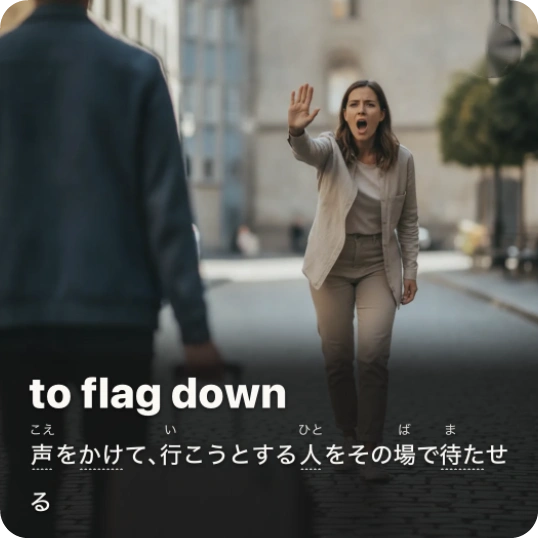 to flag down
こえ い ひと ば ま
声をかけて、行こうとする人をその場で待たせ
る